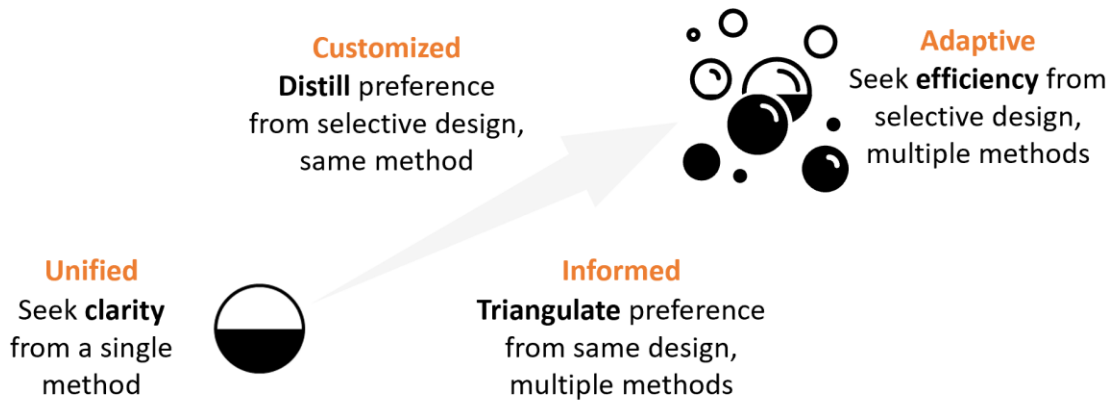 Customized
Distill preference
from selective design,
same method
Adaptive
Seek efficiency from
selective design,
multiple methods
Unified
Seek clarity
from a single
method
Informed
Triangulate preference
from same design,
multiple methods